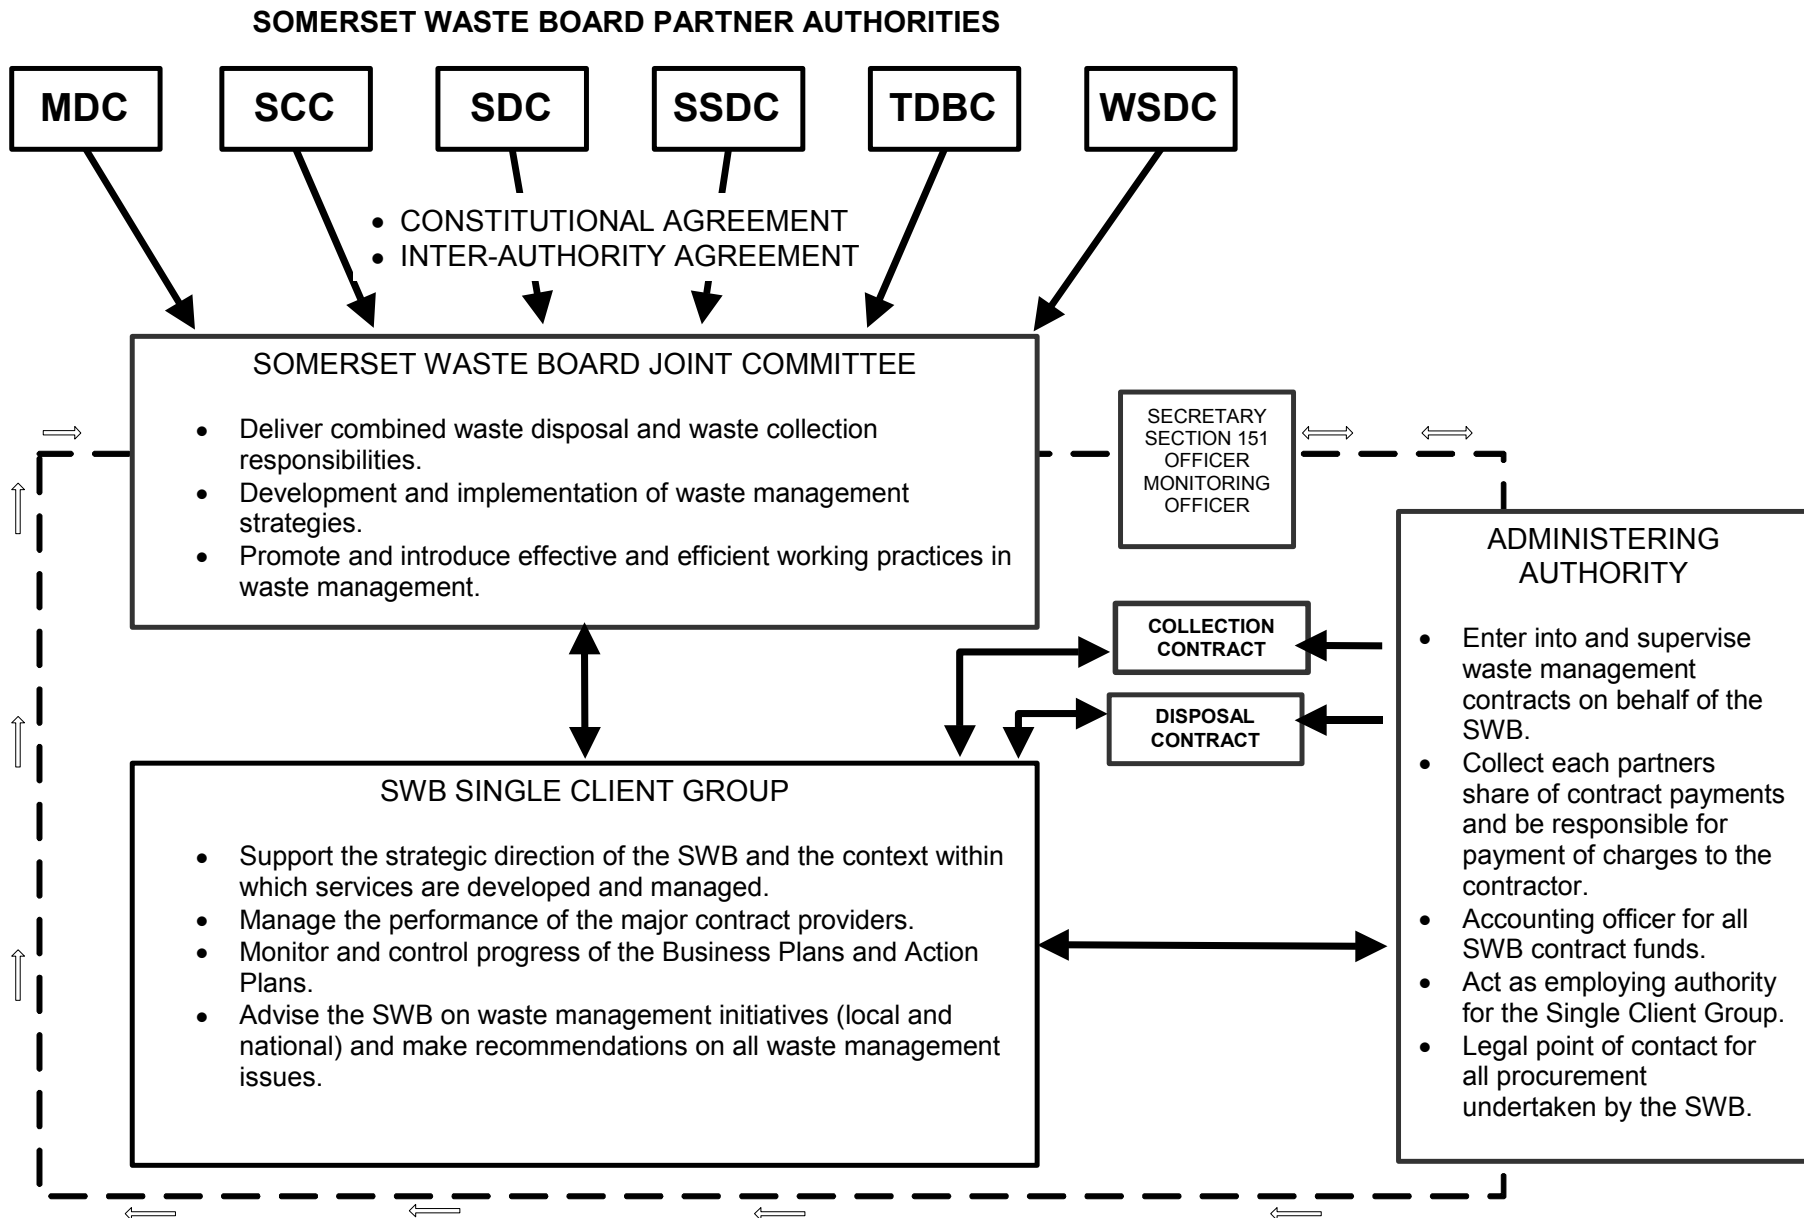 SOMERSET WASTE BOARD PARTNER AUTHORITIES
MDC
SCC
SDC
SSDC
TDBC
WSDC
• CONSTITUTIONAL AGREEMENT
• INTER-AUTHORITY AGREEMENT
SOMERSET WASTE BOARD JOINT COMMITTEE
• Deliver combined waste disposal and waste collection
responsibilities.
• Development and implementation of waste management
strategies.
• Promote and introduce effective and efficient working practices in
waste management.
SECRETARY
SECTION 151
OFFICER
MONITORING
OFFICER
COLLECTION
CONTRACT
DISPOSAL
CONTRACT
ADMINISTERING
AUTHORITY
• Enter into and supervise
waste management
contracts on behalf of the
SWB.
• Collect each partners
share of contract payments
and be responsible for
payment of charges to the
contractor.
• Accounting officer for all
SWB contract funds.
• Act as employing authority
for the Single Client Group.
• Legal point of contact for
all procurement
undertaken by the SWB.
SWB SINGLE CLIENT GROUP
• Support the strategic direction of the SWB and the context within
which services are developed and managed.
• Manage the performance of the major contract providers.
• Monitor and control progress of the Business Plans and Action
Plans.
• Advise the SWB on waste management initiatives (local and
national) and make recommendations on all waste management
issues.